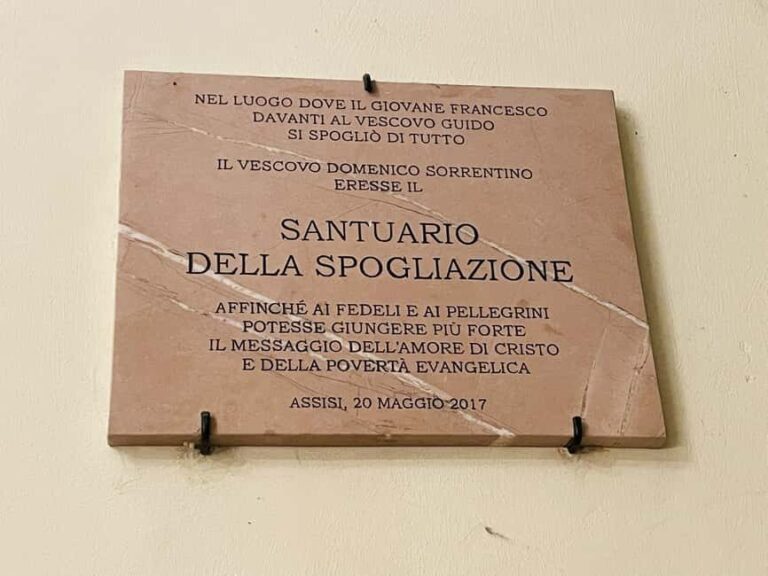 NEL LUOGO DOVE IL GIOVANE FRANCESCO
DAVANTI AL VESCOVO GUIDO
SI SPOGLIÒ DI TUTTO
IL VESCOVO DOMENICO SORRENTINO
ERESSE IL
SANTUARIO
DELLA SPOGLIAZIONE
AFFINCHÉ AI FEDELI E AI PELLEGRINI
POTESSE GIUNGERE PIÙ FORTE
IL MESSAGGIO DELL'AMORE DI CRISTO
E DELLA POVERTÀ EVANGELICA
ASSISI, 20 MAGGIO 2017